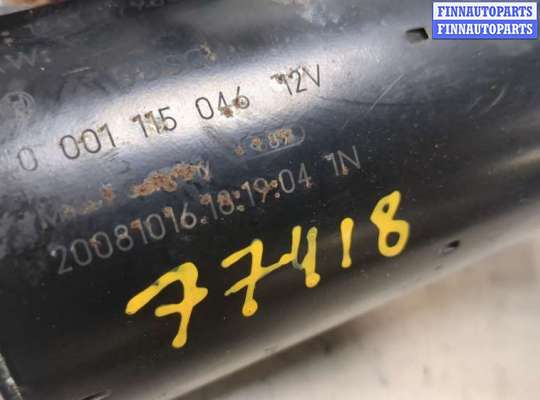 FINNAUTOPARTS
FINNAUTOPARTS
0 001 115 046 12V
20081016.18:19:04 1N
77418